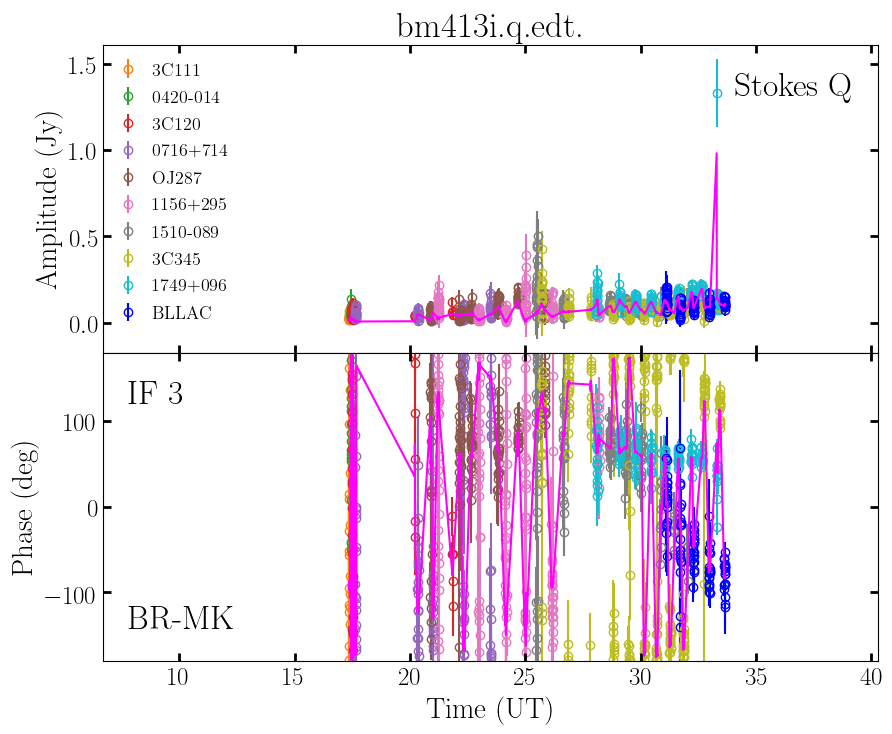 bm413i.q.edt.
1.5
1.0
0.5
0.0
Amplitude (Jy)
3C111
0420-014
3C120
0716+714
OJ287
1156+295
1510-089
3C345
1749+096
BLLAC
Stokes Q
100
0
−100
Phase (deg)
IF 3
BR-MK
10 15 20 25 30 35 40
Time (UT)